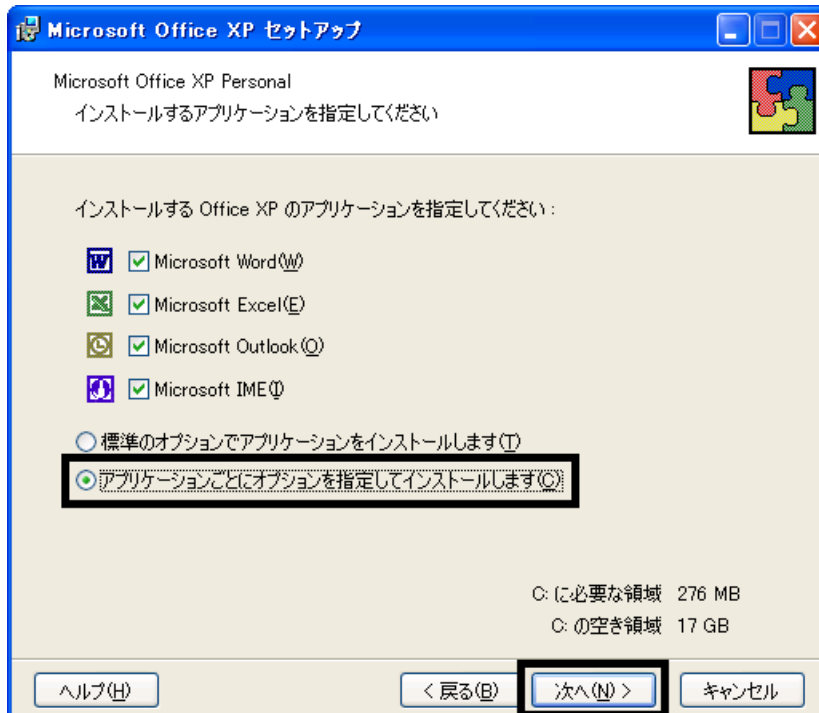 Microsoft Office XP セットアップ
Microsoft Office XP Personal
インストールするアプリケーションを指定してください
インストールする Office XP のアプリケーションを指定してください :
Microsoft Word(W)
Microsoft Excel(E)
Microsoft Outlook(O)
Microsoft IME(I)
標準のオプションでアプリケーションをインストールします(T)
アプリケーションごとにオプションを指定してインストールします(C)
C: に必要な領域 276 MB
C: の空き領域 17 GB
ヘルプ(H) < 戻る(B) 次へ(N) > キャンセル